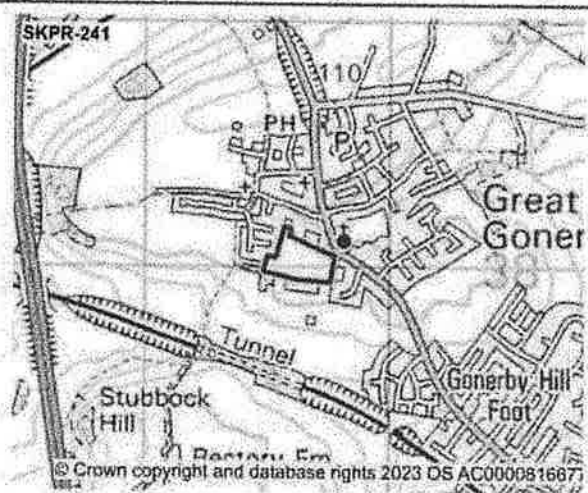 SKPR-241
110
PH
P
Great
Goner
38
Tunnel
Gonerby Hill
Foot
Stubbock
Hill
© Crown copyright and database rights 2023 OS AC0000816677